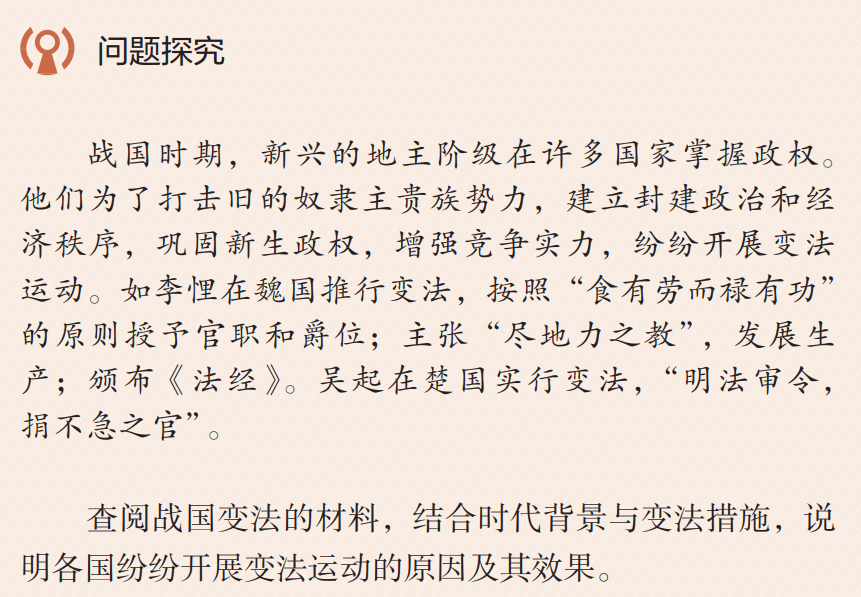 问题探究
战国时期，新兴的地主阶级在许多国家掌握政权。
他们为了打击旧的奴隶主贵族势力，建立封建政治和经
济秩序，巩固新生政权，增强竞争实力，纷纷开展变法
运动。如李悝在魏国推行变法，按照“食有劳而禄有功”
的原则授予官职和爵位；主张“尽地力之教”，发展生
产；颁布《法经》。吴起在楚国实行变法，“明法审令，
捐不急之官”。
查阅战国变法的材料，结合时代背景与变法措施，说
明各国纷纷开展变法运动的原因及其效果。